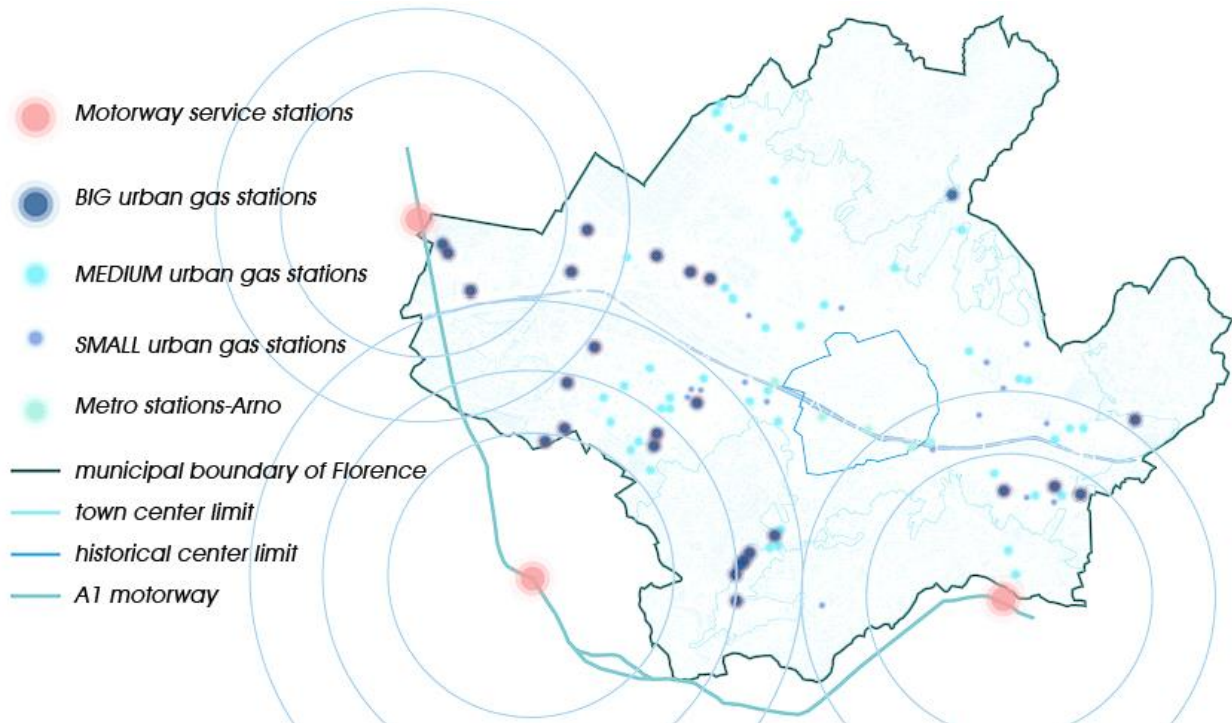 Motorway service stations
BIG urban gas stations
MEDIUM urban gas stations
SMALL urban gas stations
Metro stations-Arno
municipal boundary of Florence
town center limit
historical center limit
A1 motorway